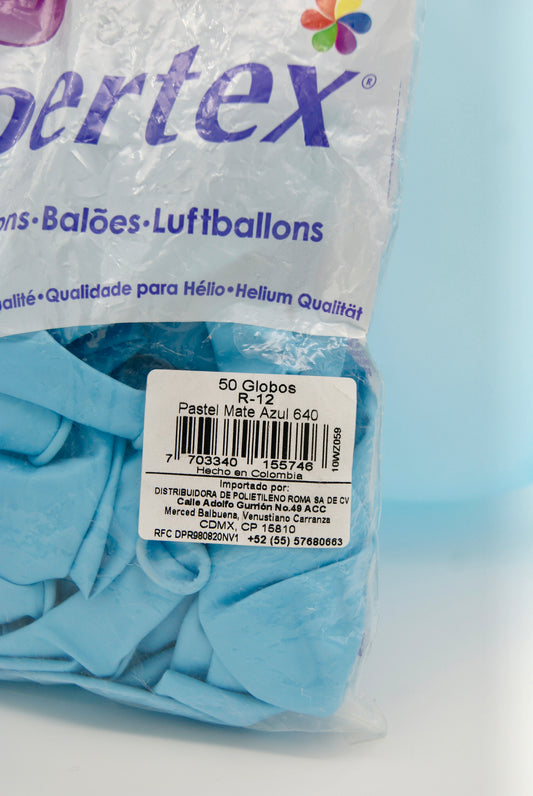 pertex®
ns•Balões•Luftballons
alité•Qualidade para Hélio•Helium Qualität
50 Globos
R-12
Pastel Mate Azul 640
7 703340 155746
10WZ059
Hecho en Colombia
Importado por:
DISTRIBUIDORA DE POLIETILENO ROMA SA DE CV
Calle Adolfo Gurrión No.49 ACC
Merced Balbuena, Venustiano Carranza
CDMX, CP 15810
RFC DPR980820NV1 +52 (55) 57680663